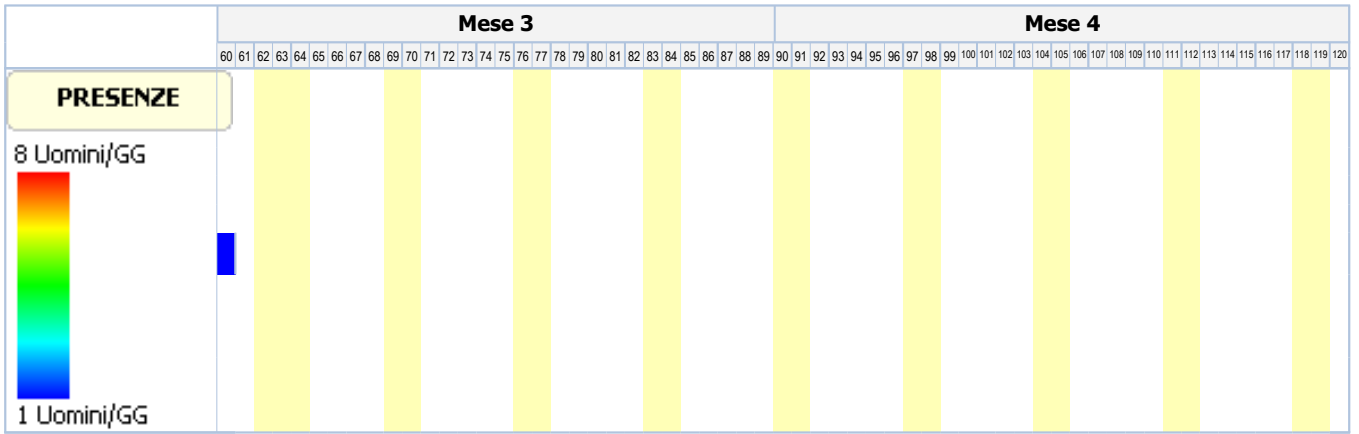 Mese 3 Mese 4
60 61 62 63 64 65 66 67 68 69 70 71 72 73 74 75 76 77 78 79 80 81 82 83 84 85 86 87 88 89 90 91 92 93 94 95 96 97 98 99 100 101 102 103 104 105 106 107 108 109 110 111 112 113 114 115 116 117 118 119 120
PRESENZE
8 Uomini/GG
1 Uomini/GG